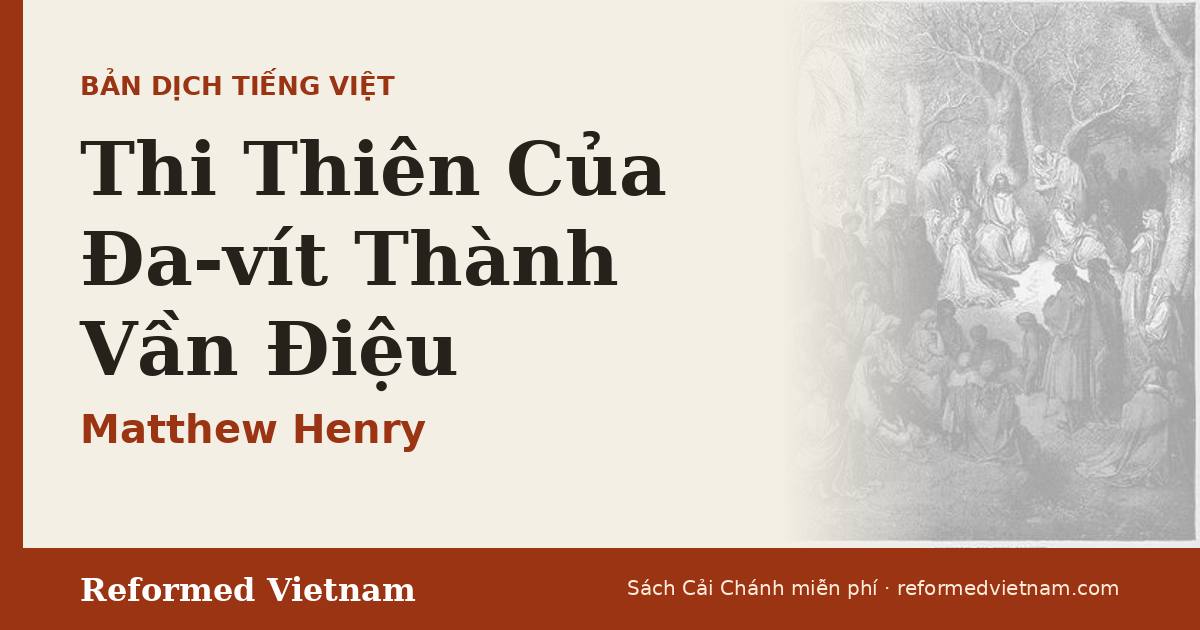 BẢN DỊCH TIẾNG VIỆT
Thi Thiên Của
Đa-vít Thành
Vần Điệu
Matthew Henry
Reformed Vietnam
Sách Cải Chánh miễn phí · reformedvietnam.com